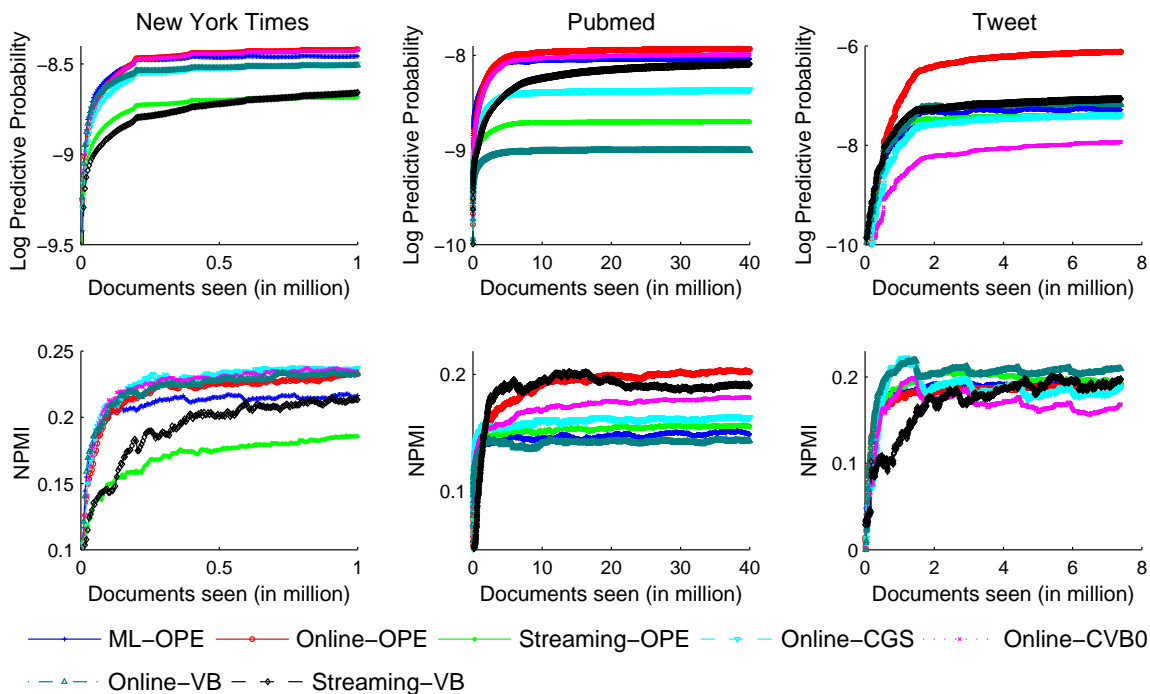 New York Times
Pubmed
Tweet
Log Predictive Probability
−8.5
−9
−9.5
0
0.5
1
Documents seen (in million)
Log Predictive Probability
−8
−9
−10
0
10
20
30
40
Documents seen (in million)
Log Predictive Probability
−6
−8
−10
0
2
4
6
8
Documents seen (in million)
NPMI
0.25
0.2
0.15
0.1
0
0.5
1
Documents seen (in million)
NPMI
0.2
0.1
0
10
20
30
40
Documents seen (in million)
NPMI
0.2
0.1
0
0
2
4
6
8
Documents seen (in million)
ML−OPE Online−OPE Streaming−OPE Online−CGS Online−CVB0
Online−VB Streaming−VB